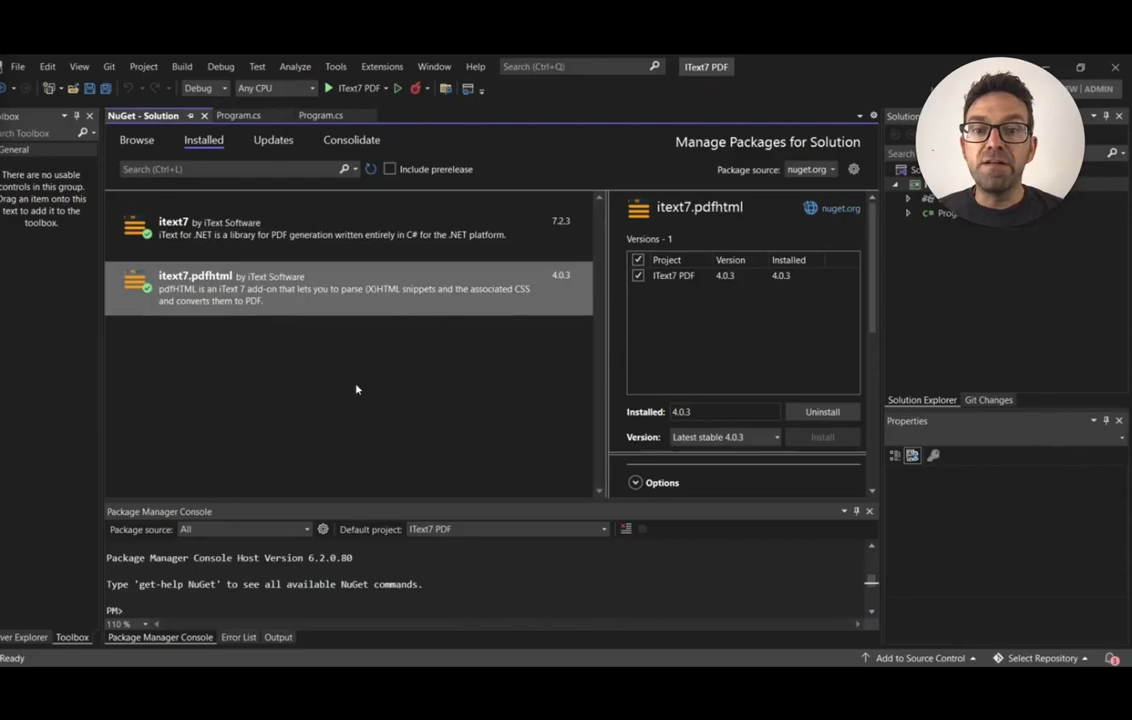 File Edit View Git Project Build Debug Test Analyze Tools Extensions Window Help Search (Ctrl+Q) IText7 PDF
Debug Any CPU IText7 PDF ADMIN
NuGet - Solution Program.cs Program.cs
Search Toolbox
General
There are no usable
controls in this group.
Drag an item onto this
text to add it to the
toolbox.
Browse Installed Updates Consolidate Manage Packages for Solution
Search (Ctrl+L) Include prerelease Package source: nuget.org
itext7 by iText Software 7.2.3
iText for .NET is a library for PDF generation written entirely in C# for the .NET platform.
itext7.pdfhtml by iText Software 4.0.3
pdfHTML is an iText 7 add-on that lets you to parse (X)HTML snippets and the associated CSS
and converts them to PDF.
itext7.pdfhtml nuget.org
Versions - 1
Project Version Installed
IText7 PDF 4.0.3 4.0.3
Installed: 4.0.3 Uninstall
Version: Latest stable 4.0.3 Install
Options
Solution Explorer Git Changes
Properties
Package Manager Console
Package source: All Default project: IText7 PDF
Package Manager Console Host Version 6.2.0.80
Type 'get-help NuGet' to see all available NuGet commands.
PM>
110 %
Explorer Toolbox Package Manager Console Error List Output
Ready Add to Source Control Select Repository